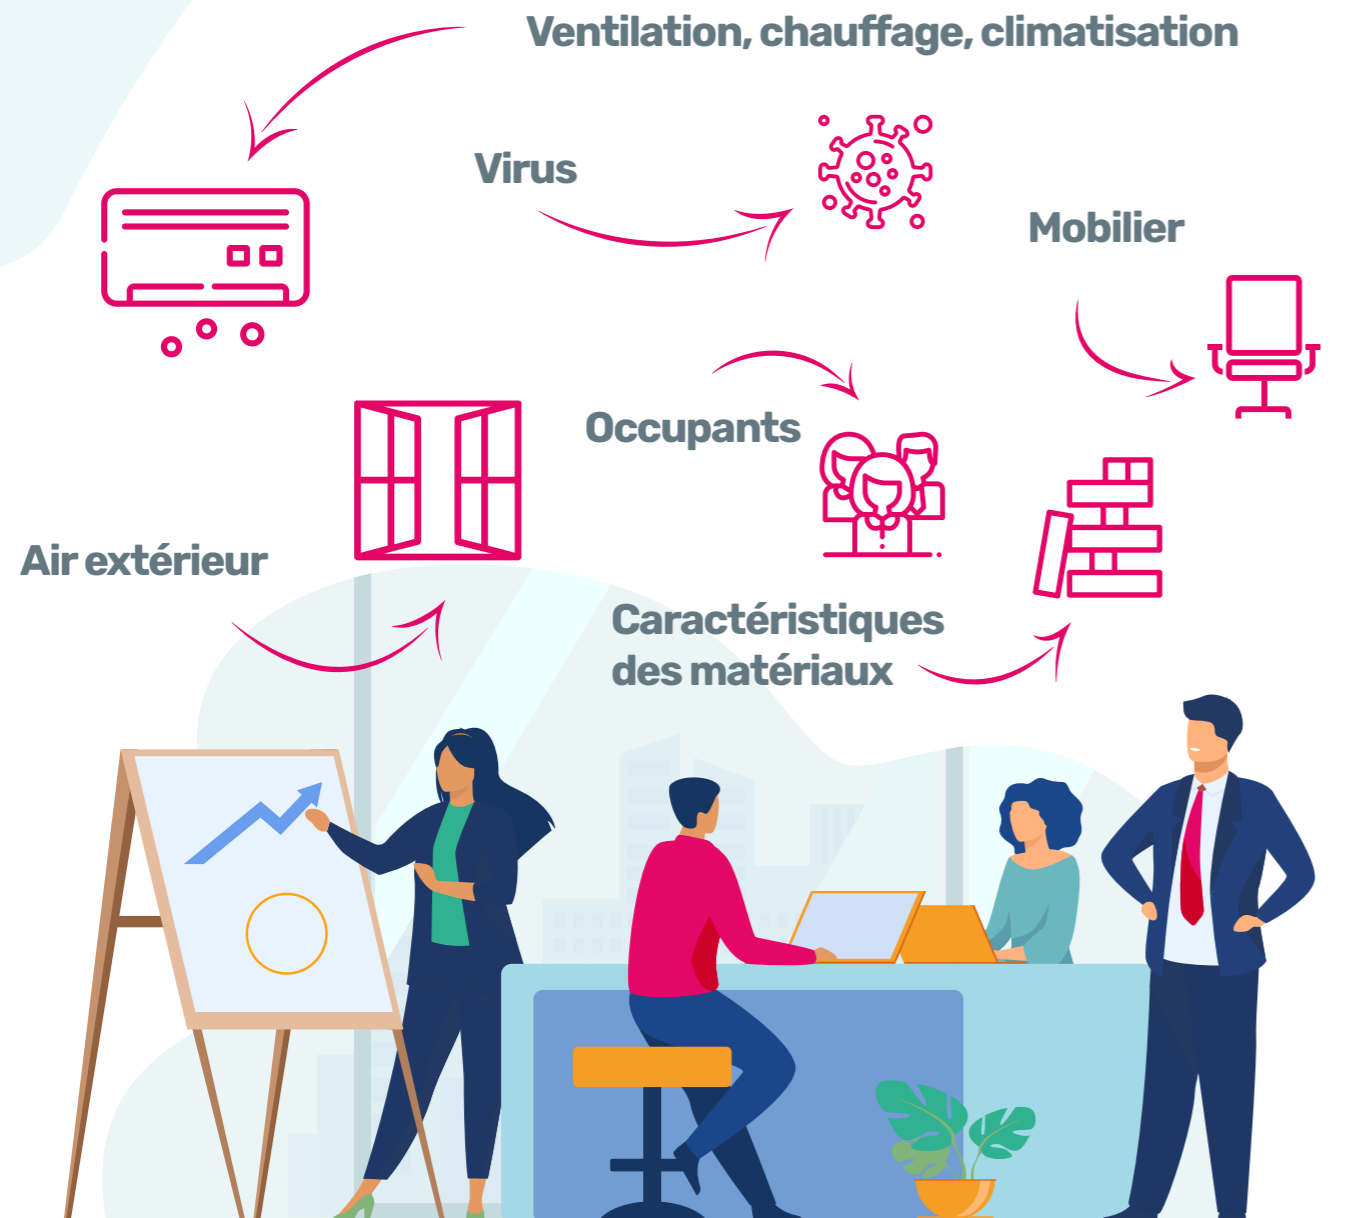 Ventilation, chauffage, climatisation
Virus
Mobilier
Occupants
Air extérieur
Caractéristiques
des matériaux